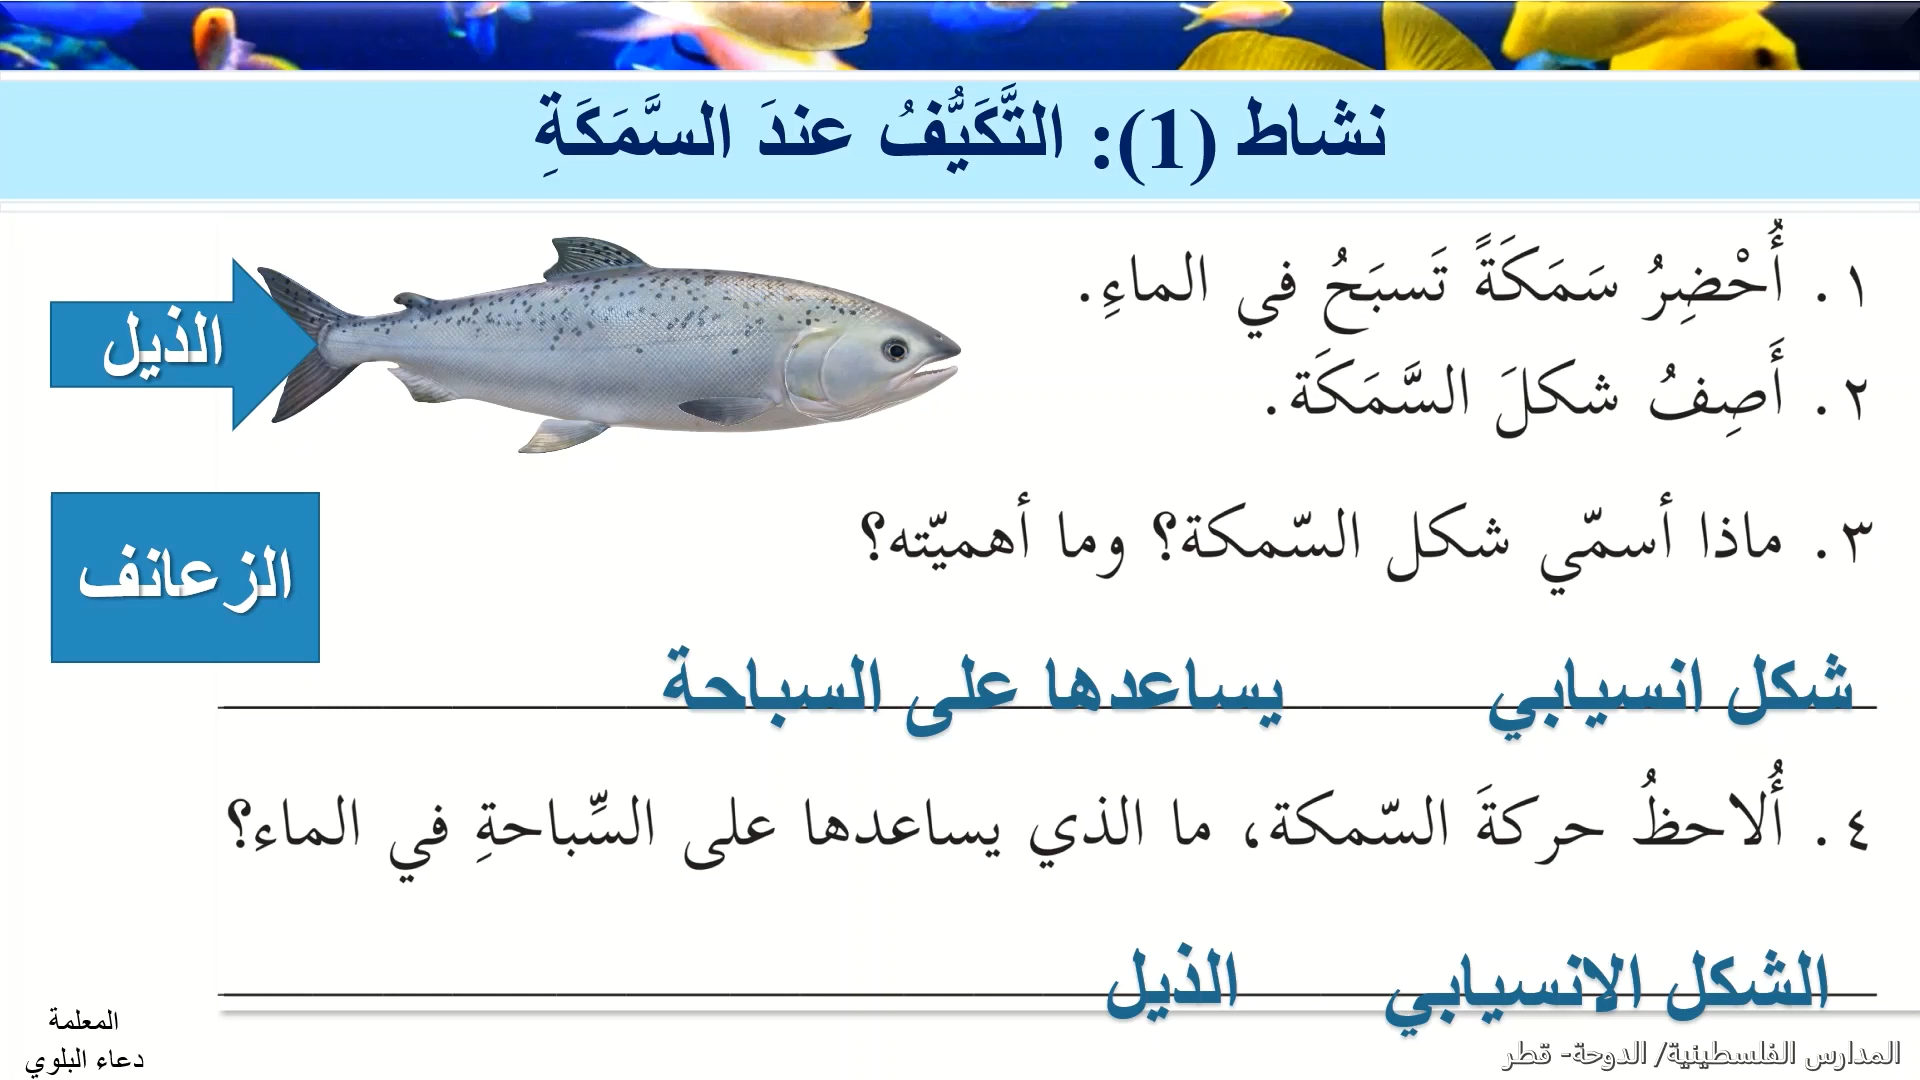 نشاط (1): التَّكَيُّفُ عندَ السَّمَكَةِ
١. أُحْضِرُ سَمَكَةً تَسبَحُ في الماءِ.
الذيل
٢. أَصِفُ شكلَ السَّمَكَة.
٣. ماذا أسمّي شكل السّمكة؟ وما أهميّته؟
الزعانف
شكل انسيابي يساعدها على السباحة
٤. أُلاحظُ حركةَ السّمكة، ما الذي يساعدها على السِّباحةِ في الماء؟
الشكل الانسيابي الذيل
المعلمة
دعاء البلوي
المدارس الفلسطينية/ الدوحة- قطر